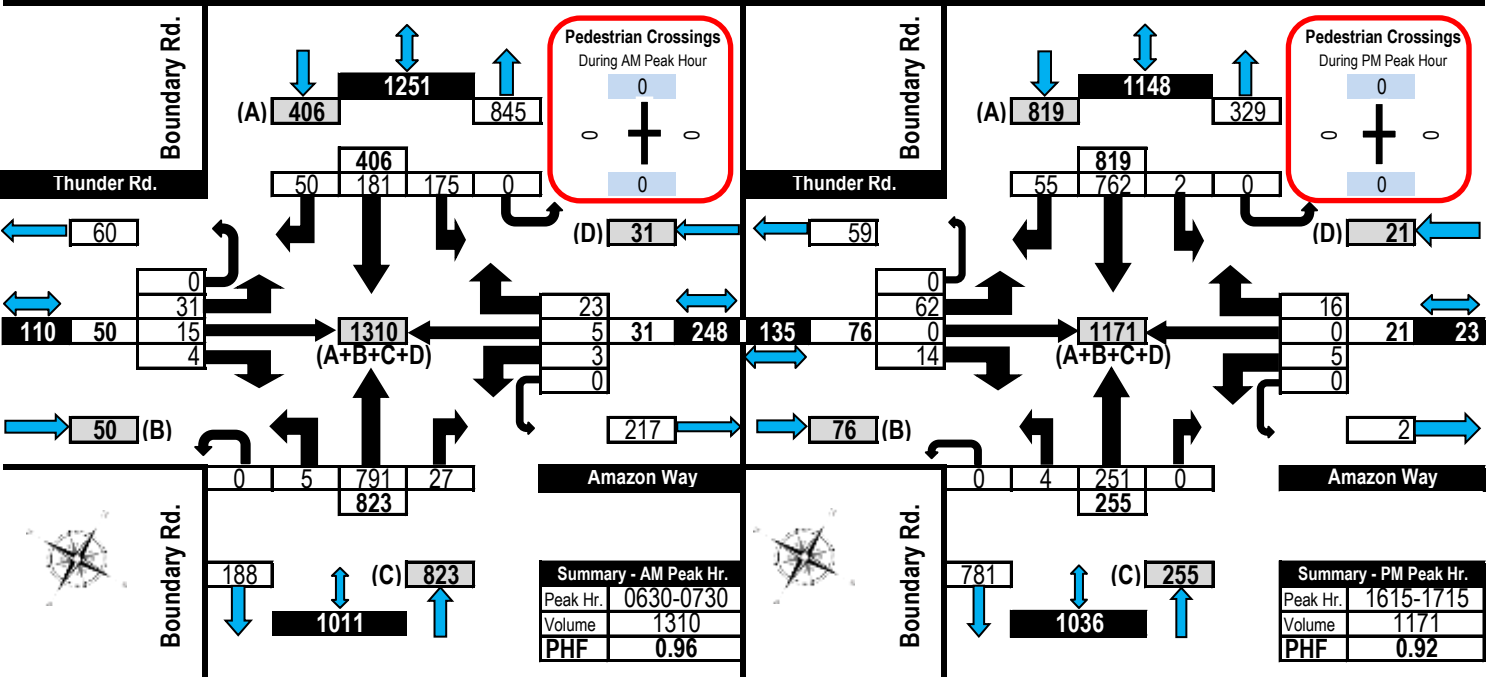 Boundary Rd.
Pedestrian Crossings
During AM Peak Hour
0
0 0
0
1251
(A) 406 845
406
50 181 175 0
Thunder Rd.
60
(D) 31
0
31
15
4
110 50
1310
(A+B+C+D)
23
5
3
0
31 248
50 (B)
217
0 5 791 27
823
Amazon Way
Boundary Rd.
188
(C) 823
1011
Summary - AM Peak Hr.
Peak Hr. 0630-0730
Volume 1310
PHF 0.96
Boundary Rd.
Pedestrian Crossings
During PM Peak Hour
0
0 0
0
1148
(A) 819 329
819
55 762 2 0
Thunder Rd.
59
(D) 21
0
62
0
14
135 76
1171
(A+B+C+D)
16
0
5
0
21 23
76 (B)
2
0 4 251 0
255
Amazon Way
Boundary Rd.
781
(C) 255
1036
Summary - PM Peak Hr.
Peak Hr. 1615-1715
Volume 1171
PHF 0.92